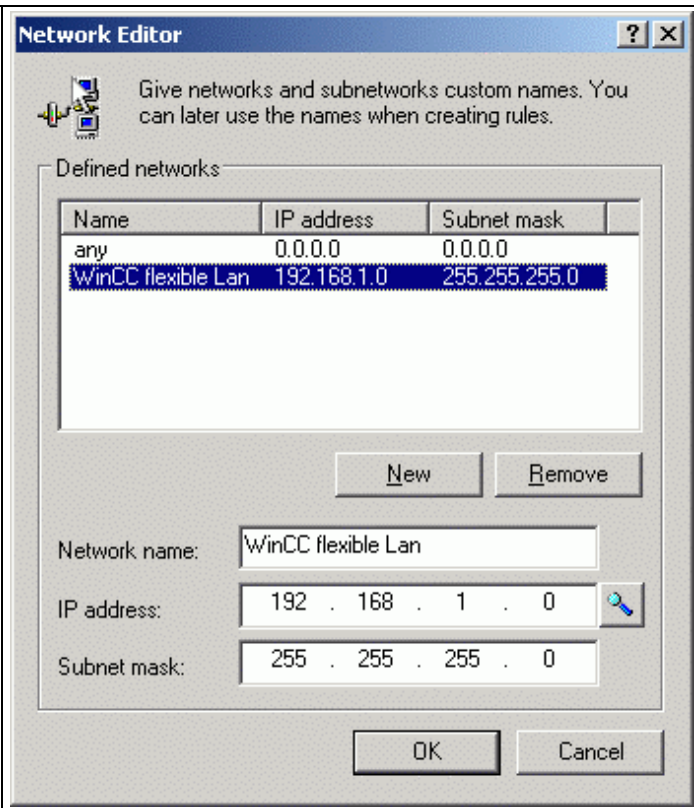 Network Editor
Give networks and subnetworks custom names. You
can later use the names when creating rules.
Defined networks
Name IP address Subnet mask
any 0.0.0.0 0.0.0.0
WinCC flexible Lan 192.168.1.0 255.255.255.0
New Remove
Network name: WinCC flexible Lan
IP address: 192 . 168 . 1 . 0
Subnet mask: 255 . 255 . 255 . 0
OK Cancel